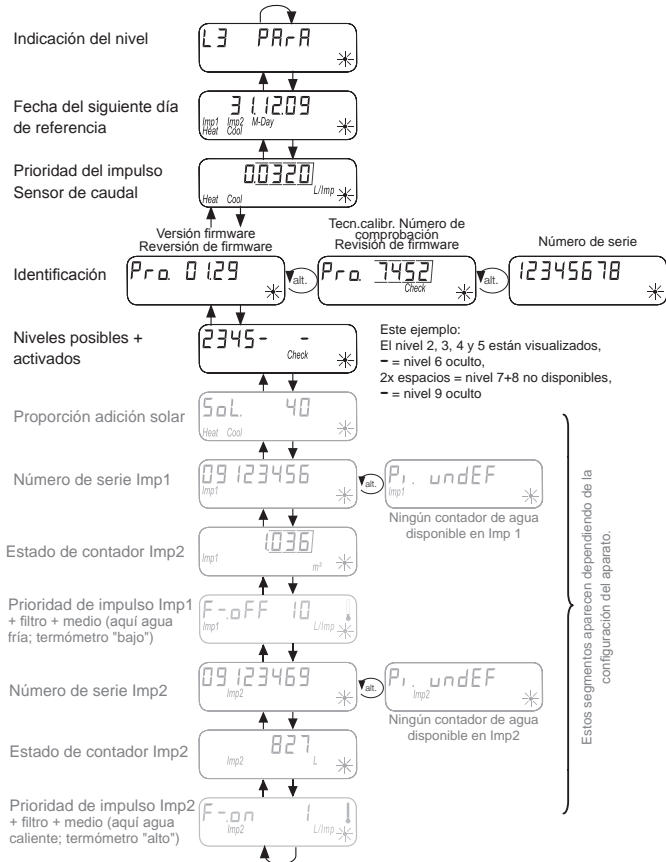 Indicación del nivel
L3 PArA
Fecha del siguiente día
de referencia
31.12.09
Imp1 Imp2 M-Day
Heat Cool
Prioridad del impulso
Sensor de caudal
0.0320
L/Imp
Heat Cool
Versión firmware
Reversión de firmware
Tecn.calibr. Número de
comprobación
Revisión de firmware
Número de serie
Identificación
Pro. 01.29
alt.
Pro. 7452
Check
alt.
12345678
Niveles posibles +
activados
2345- -
Check
Este ejemplo:
El nivel 2, 3, 4 y 5 están visualizados,
- = nivel 6 oculto,
2x espacios = nivel 7+8 no disponibles,
- = nivel 9 oculto
Proporción adición solar
SoL. 40
Heat Cool
Número de serie Imp1
09123456
Imp1
alt.
Pi. undEF
Imp1
Ningún contador de agua
disponible en Imp 1
Estado de contador Imp2
1.036
Imp1
m³
Prioridad de impulso Imp1
+ filtro + medio (aquí agua
fría; termómetro "bajo")
F-.oFF 10
Imp1
L/Imp
Número de serie Imp2
09123469
Imp2
alt.
Pi. undEF
Imp2
Ningún contador de agua
disponible en Imp2
Estado de contador Imp2
827
Imp2
L
Prioridad de impulso Imp2
+ filtro + medio (aquí agua
caliente; termómetro "alto")
F-.on 1
Imp2
L/Imp
Estos segmentos aparecen dependiendo de la
configuración del aparato.